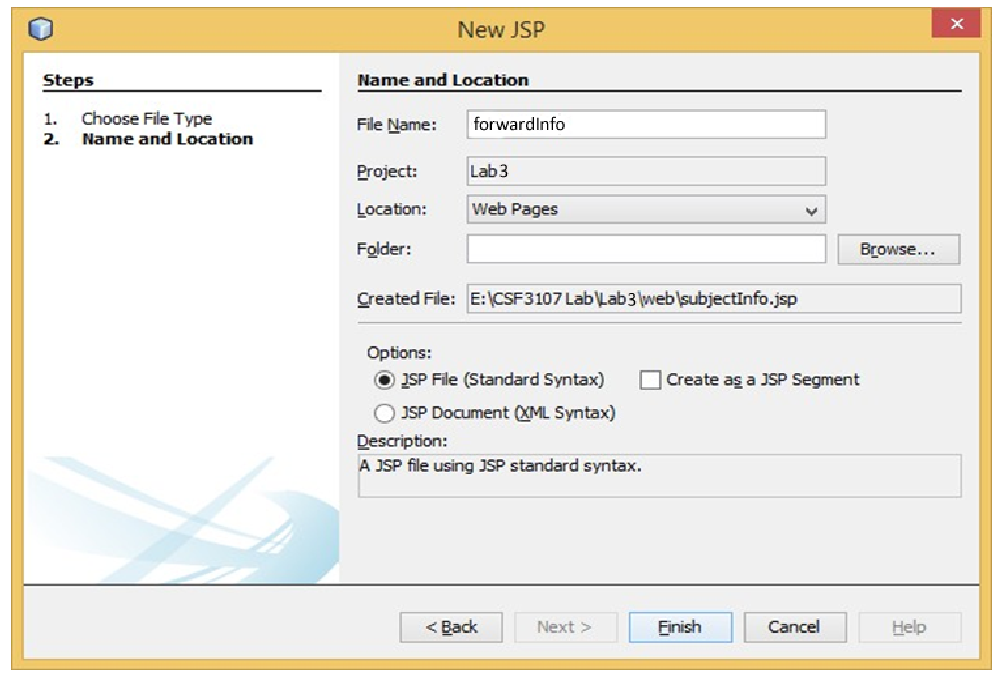 New JSP
Steps
1. Choose File Type
2. Name and Location
Name and Location
File Name: forwardInfo
Project: Lab3
Location: Web Pages
Folder: Browse...
Created File: E:\CSF3107 Lab\Lab3\web\subjectInfo.jsp
Options:
JSP File (Standard Syntax) Create as a JSP Segment
JSP Document (XML Syntax)
Description:
A JSP file using JSP standard syntax.
< Back Next > Finish Cancel Help